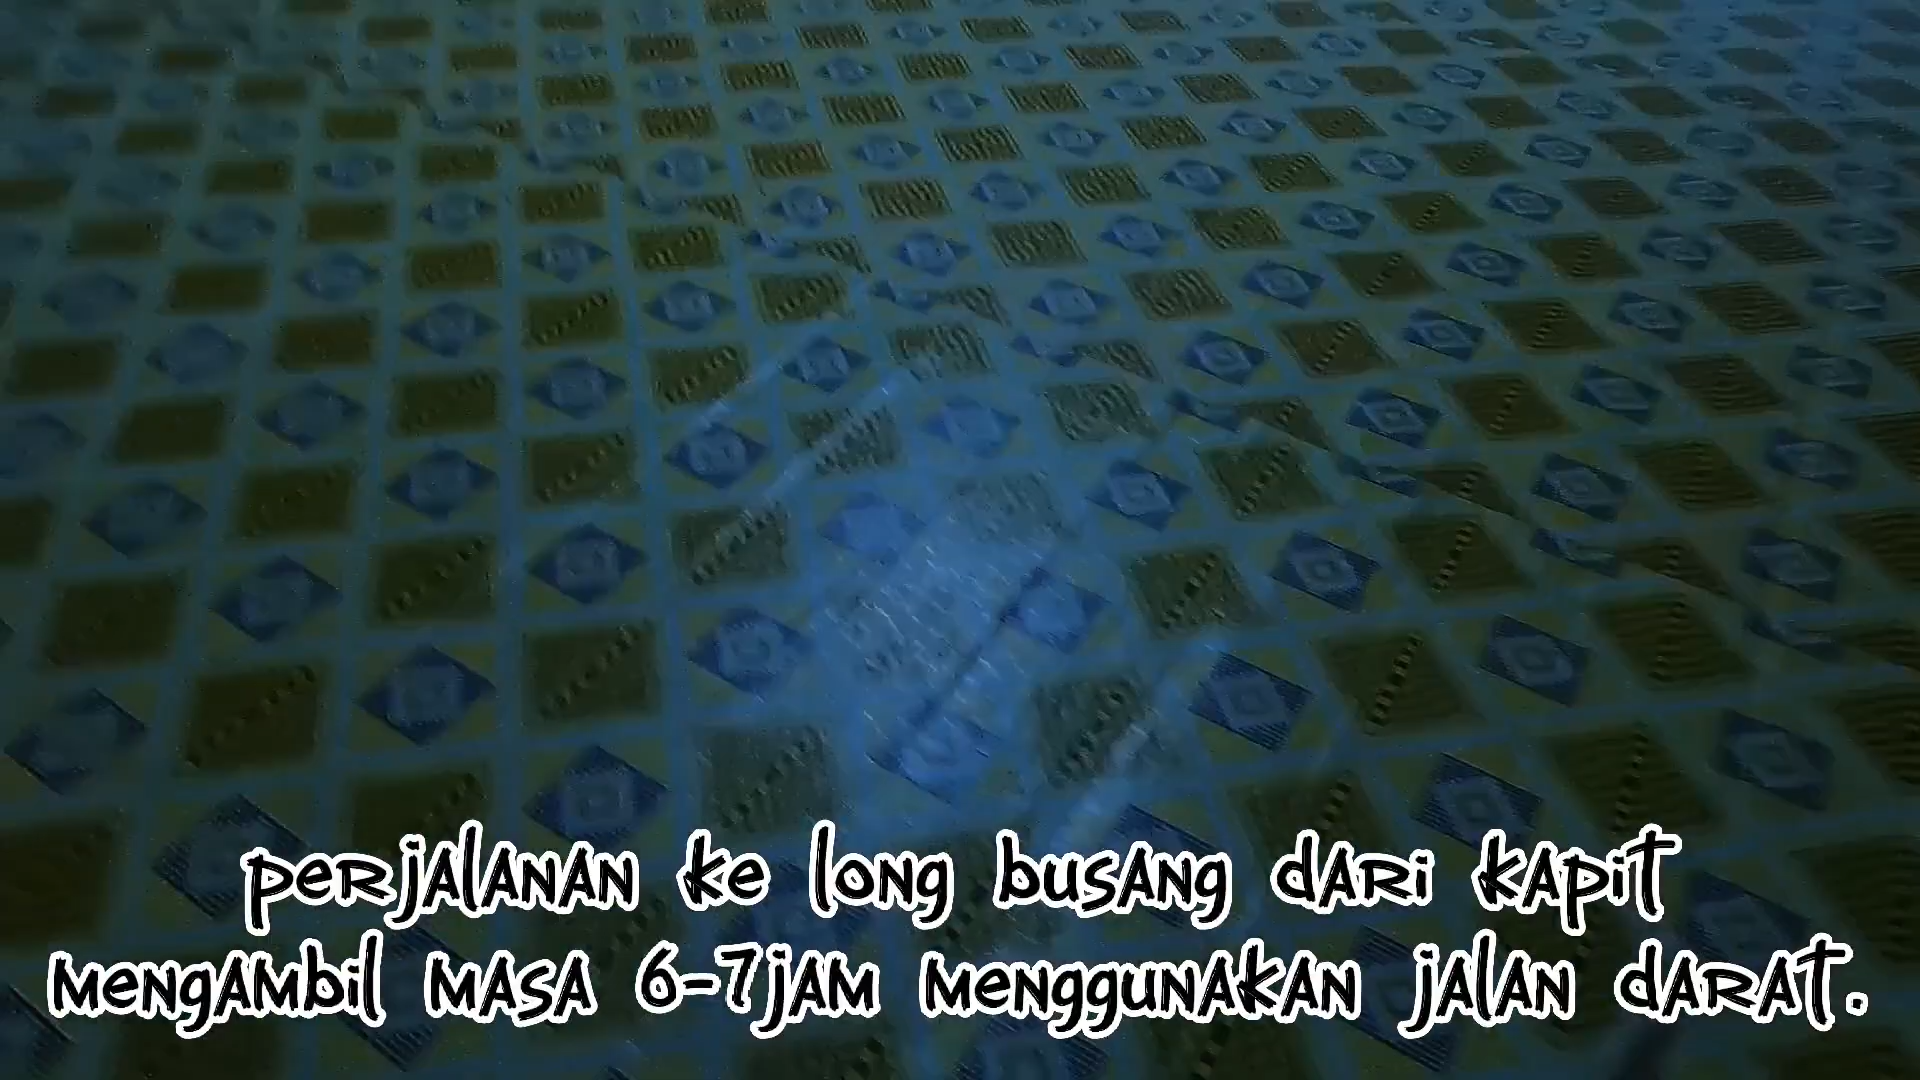 perjalanan ke long busang dari kapit
mengambil masa 6-7jam menggunakan jalan darat.